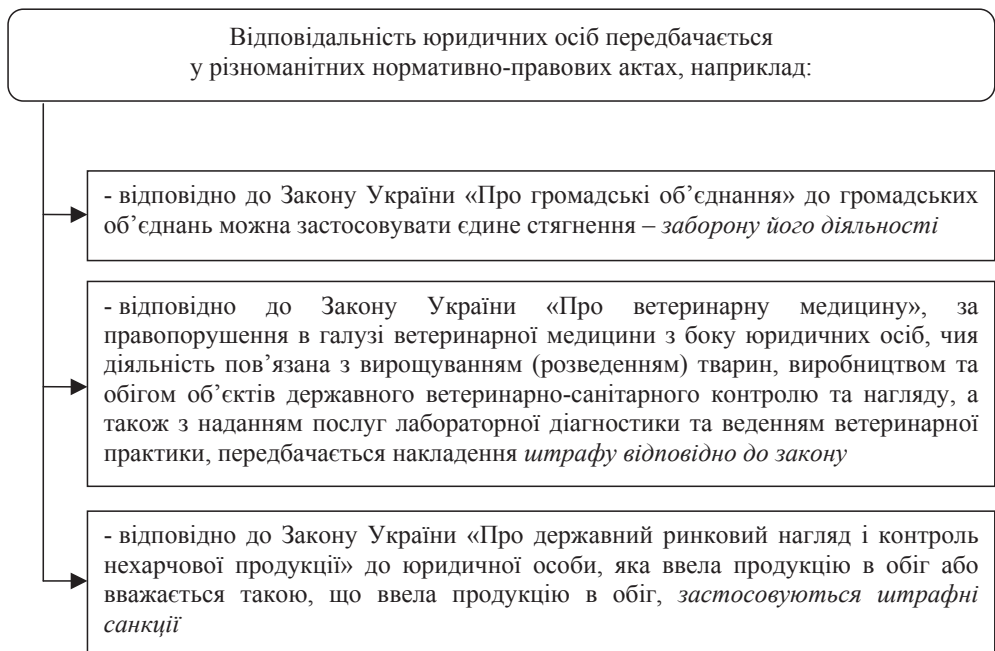 Відповідальність юридичних осіб передбачається
у різноманітних нормативно-правових актах, наприклад:
- відповідно до Закону України «Про громадські об’єднання» до громадських
об’єднань можна застосовувати єдине стягнення – заборону його діяльності
- відповідно до Закону України «Про ветеринарну медицину», за
правопорушення в галузі ветеринарної медицини з боку юридичних осіб, чия
діяльність пов’язана з вирощуванням (розведенням) тварин, виробництвом та
обігом об’єктів державного ветеринарно-санітарного контролю та нагляду, а
також з наданням послуг лабораторної діагностики та веденням ветеринарної
практики, передбачається накладення штрафу відповідно до закону
- відповідно до Закону України «Про державний ринковий нагляд і контроль
нехарчової продукції» до юридичної особи, яка ввела продукцію в обіг або
вважається такою, що ввела продукцію в обіг, застосовуються штрафні
санкції